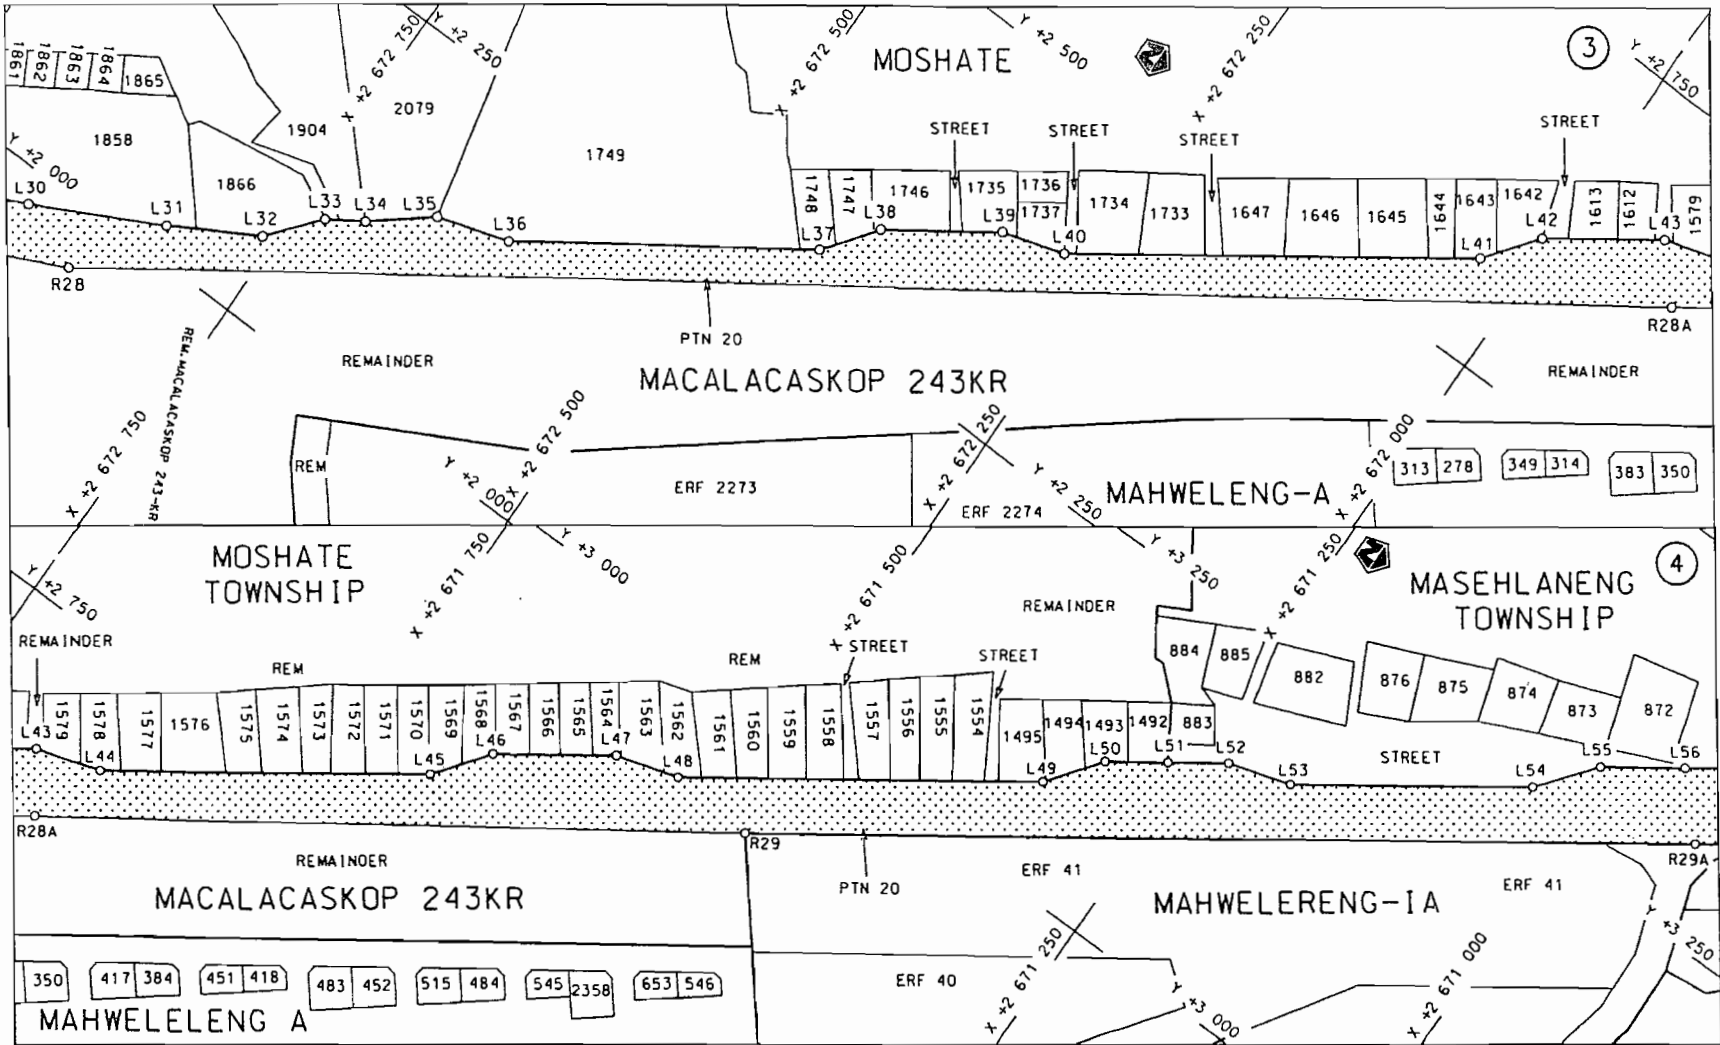 3
MOSHATE
X +2 672 750
Y +2 250
X +2 672 500
Y +2 500
X +2 672 250
Y +2 750
1861
1862
1863
1864
1865
1858
1866
1904
2079
1749
Y +2 000
STREET
STREET
STREET
STREET
1748
1747
1746
1735
1736
1737
1734
1733
1647
1646
1645
1644
1643
1642
1613
1612
1579
L30
L31
L32
L33
L34
L35
L36
L37
L38
L39
L40
L41
L42
L43
R28
R28A
PTN 20
REMAINDER
MACALACASKOP 243KR
REMAINDER
REM.MACALACASKOP 243-KR
X +2 672 750
X +2 672 500
X +2 672 250
X +2 672 000
REM
Y +2 000
ERF 2273
ERF 2274
Y +2 250
MAHWELENG-A
313
278
349
314
383
350
4
MOSHATE
TOWNSHIP
MASEHLANENG
TOWNSHIP
Y +2 750
X +2 671 750
Y +3 000
X +2 671 500
Y +3 250
X +2 671 250
REMAINDER
REM
REM
STREET
STREET
REMAINDER
1579
1578
1577
1576
1575
1574
1573
1572
1571
1570
1569
1568
1567
1566
1565
1564
1563
1562
1561
1560
1559
1558
1557
1556
1555
1554
1495
1494
1493
1492
883
884
885
882
876
875
874
873
872
STREET
L43
L44
L45
L46
L47
L48
L49
L50
L51
L52
L53
L54
L55
L56
R28A
R29
R29A
REMAINDER
MACALACASKOP 243KR
PTN 20
ERF 41
MAHWELERENG-IA
ERF 41
X +2 671 250
Y +3 000
X +2 671 000
Y +3 250
ERF 40
350
417
384
451
418
483
452
515
484
545
2358
653
546
MAHWELELENG A